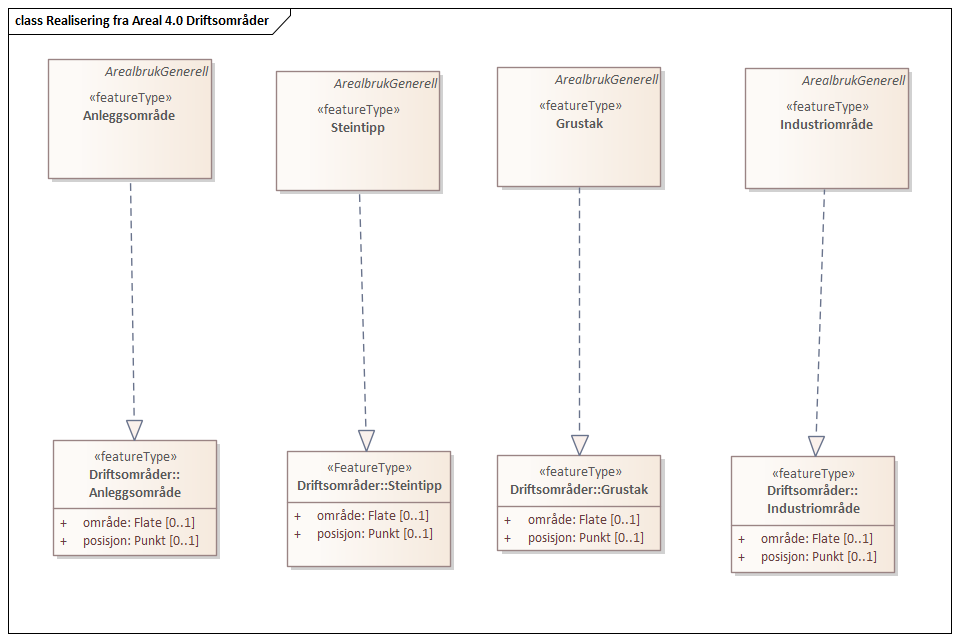 class Realisering fra Areal 4.0 Driftsområder
ArealbrukGenerell
«featureType»
Anleggsområde
ArealbrukGenerell
«featureType»
Steintipp
ArealbrukGenerell
«featureType»
Grustak
ArealbrukGenerell
«featureType»
Industriområde
«featureType»
Driftsområder::
Anleggsområde
+ område: Flate [0..1]
+ posisjon: Punkt [0..1]
«FeatureType»
Driftsområder::Steintipp
+ område: Flate [0..1]
+ posisjon: Punkt [0..1]
«featureType»
Driftsområder::Grustak
+ område: Flate [0..1]
+ posisjon: Punkt [0..1]
«featureType»
Driftsområder::
Industriområde
+ område: Flate [0..1]
+ posisjon: Punkt [0..1]